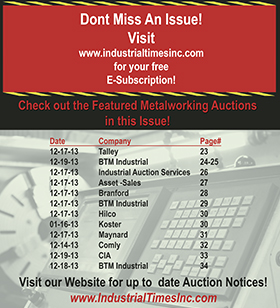 Dont Miss An Issue!
Visit
www.industrialtimesinc.com
for your free
E-Subscription!
Check out the Featured Metalworking Auctions
in this Issue!
Date Company Page#
12-17-13 Talley 23
12-19-13 BTM Industrial 24-25
12-17-13 Industrial Auction Services 26
12-17-13 Asset -Sales 27
12-17-13 Branford 28
12-17-13 BTM Industrial 29
12-17-13 Hilco 30
01-16-13 Koster 30
12-17-13 Maynard 31
12-14-13 Comly 32
12-19-13 CIA 33
12-18-13 BTM Industrial 34
Visit our Website for up to date Auction Notices!
www.IndustrialTimesInc.com